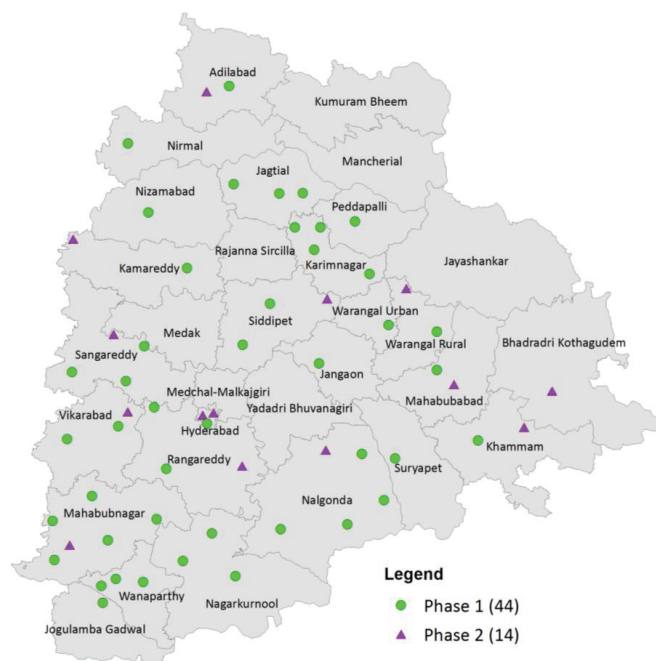 Adilabad
Kumuram Bheem
Nirmal
Mancherial
Jagtial
Nizamabad
Peddapalli
Rajanna Sircilla
Jayashankar
Kamareddy
Karimnagar
Siddipet
Warangal Urban
Medak
Warangal Rural
Bhadradri Kothagudem
Sangareddy
Jangaon
Medchal-Malkajgiri
Mahabubabad
Yadadri Bhuvanagiri
Vikarabad
Hyderabad
Khammam
Rangareddy
Suryapet
Nalgonda
Mahabubnagar
Wanaparthy
Nagarkurnool
Jogulamba Gadwal
Legend
Phase 1 (44)
Phase 2 (14)